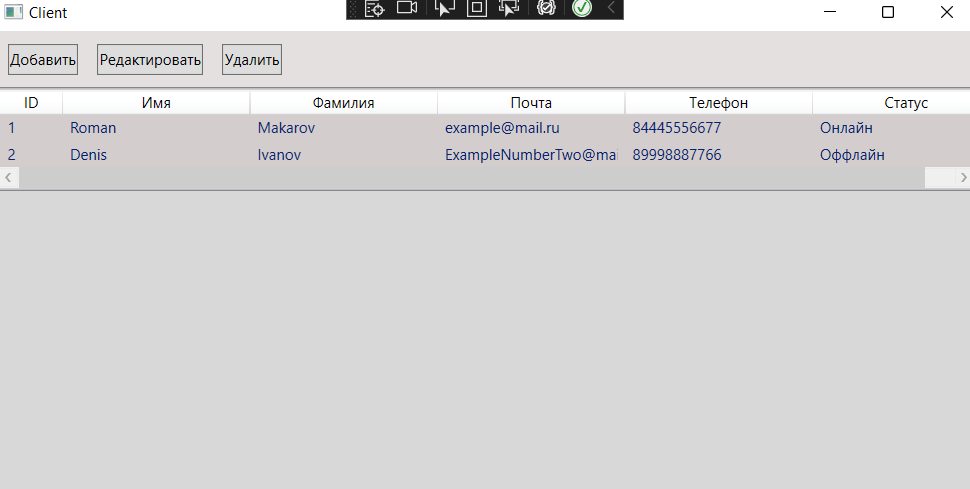 Client
Добавить Редактировать Удалить
ID Имя Фамилия Почта Телефон Статус
1 Roman Makarov example@mail.ru 84445556677 Онлайн
2 Denis Ivanov ExampleNumberTwo@mai 89998887766 Оффлайн